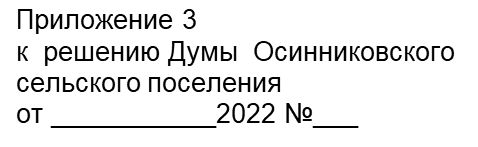 Приложение 3
к решению Думы Осинниковского
сельского поселения
от ___________2022 №___